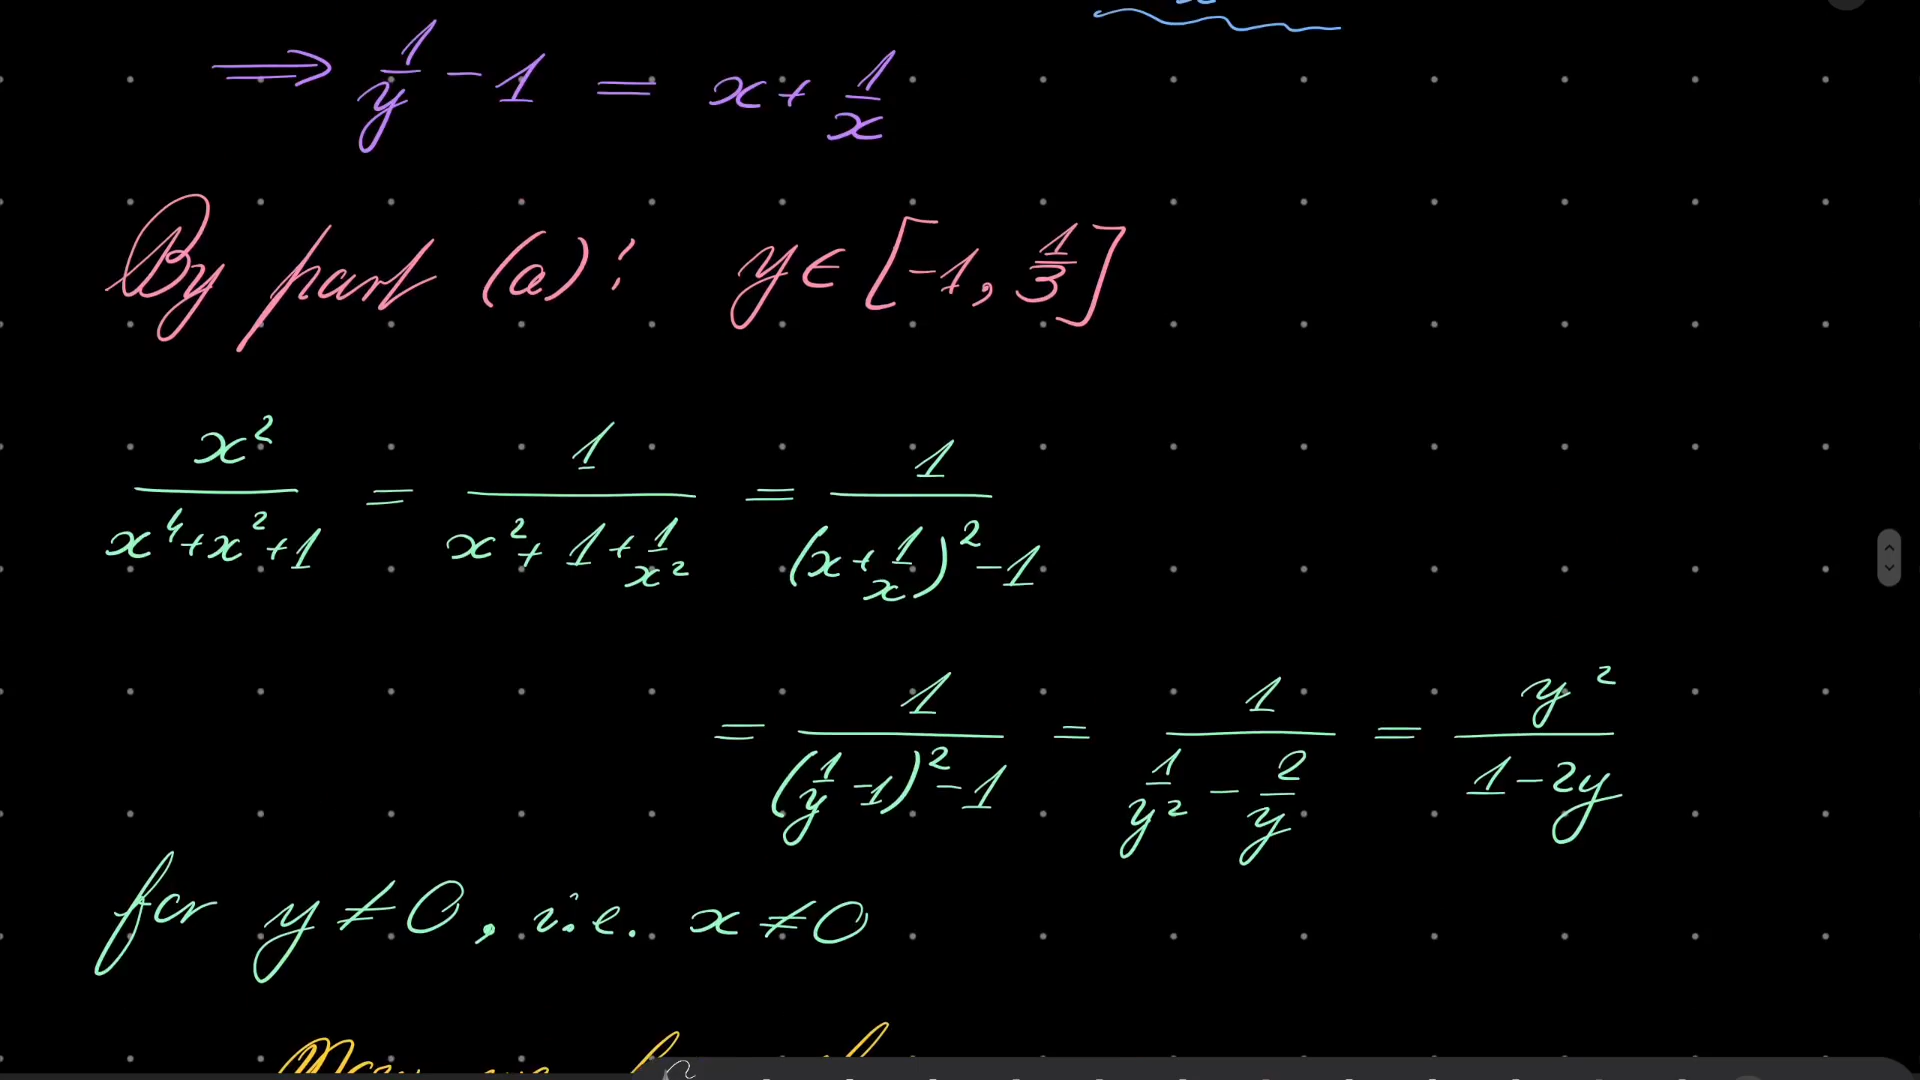 ⟹ 1/y - 1 = x + 1/x
By part (a): y ∈ [-1, 1/3]
x²/(x⁴+x²+1) = 1/(x²+1+1/x²) = 1/((x+1/x)²-1)
= 1/((1/y-1)²-1) = 1/(1/y²-2/y) = y²/(1-2y)
for y≠0, i.e. x≠0